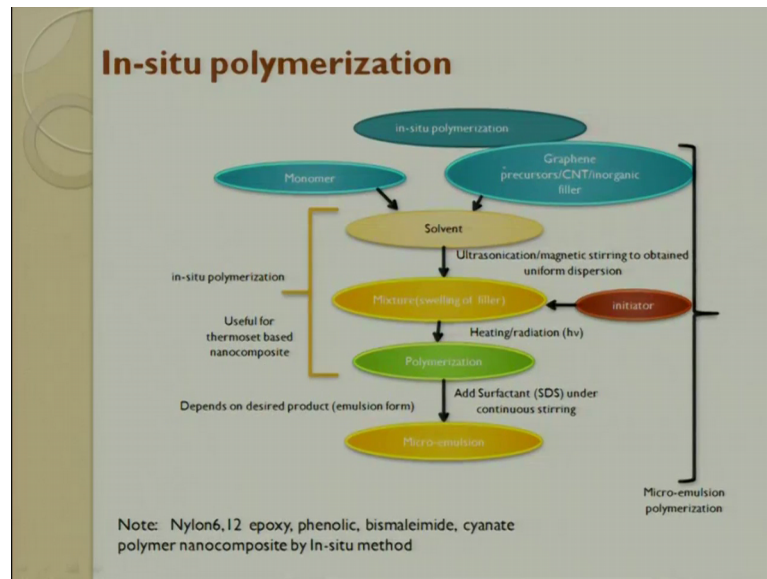 In-situ polymerization
in-situ polymerization
Graphene
precursors/CNT/inorganic
filler
Monomer
Solvent
Ultrasonication/magnetic stirring to obtained
uniform dispersion
in-situ polymerization
Mixture(swelling of filler)
initiator
Useful for
thermoset based
nanocomposite
Heating/radiation (hv)
Polymerization
Add Surfactant (SDS) under
continuous stirring
Depends on desired product (emulsion form)
Micro-emulsion
Micro-emulsion
polymerization
Note: Nylon6,12 epoxy, phenolic, bismaleimide, cyanate
polymer nanocomposite by In-situ method